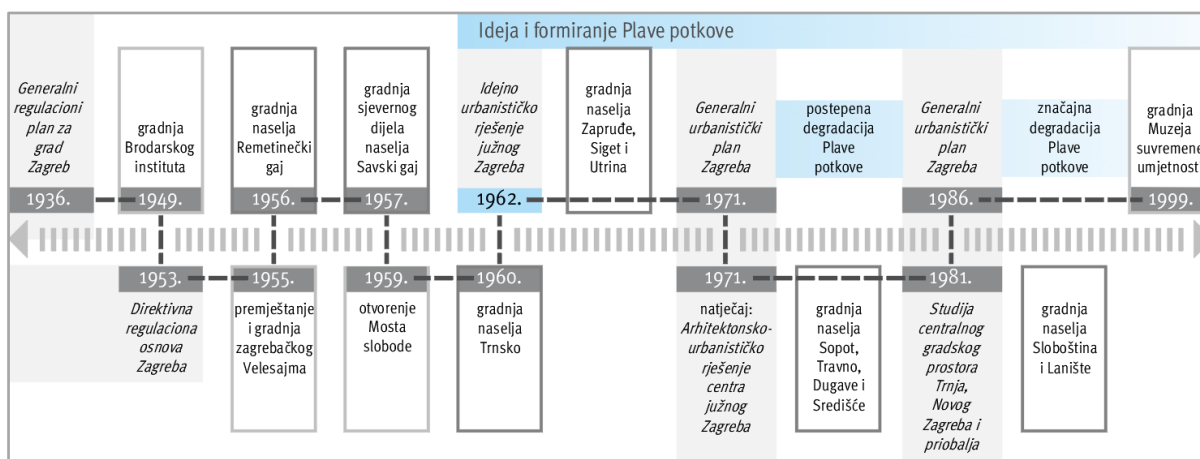 Ideja i formiranje Plave potkove
Generalni
regulacioni
plan za
grad
Zagreb
1936.
gradnja
Brodarskog
instituta
1949.
gradnja
naselja
Remetinečki
gaj
1956.
gradnja
sjevernog
dijela
naselja
Savski gaj
1957.
Idejno
urbanističko
rješenje
južnog
Zagreba
1962.
gradnja
naselja
Zapruđe,
Siget i
Utrina
Generalni
urbanistički
plan
Zagreba
1971.
postepena
degradacija
Plave
potkove
Generalni
urbanistički
plan
Zagreba
1986.
značajna
degradacija
Plave
potkove
gradnja
Muzeja
suvremene
umjetnosti
1999.
1953.
Direktivna
regulaciona
osnova
Zagreba
1955.
premještanje
i gradnja
zagrebačkog
Velesajma
1959.
otvorenje
Mosta
slobode
1960.
gradnja
naselja
Trnsko
1971.
natječaj:
Arhitektonsko-
urbanističko
rješenje
centra
južnog
Zagreba
gradnja
naselja
Sopot,
Travno,
Dugave i
Središće
1981.
Studija
centralnog
gradskog
prostora
Trnja,
Novog
Zagreba i
priobalja
gradnja
naselja
Sloboština
i Lanište